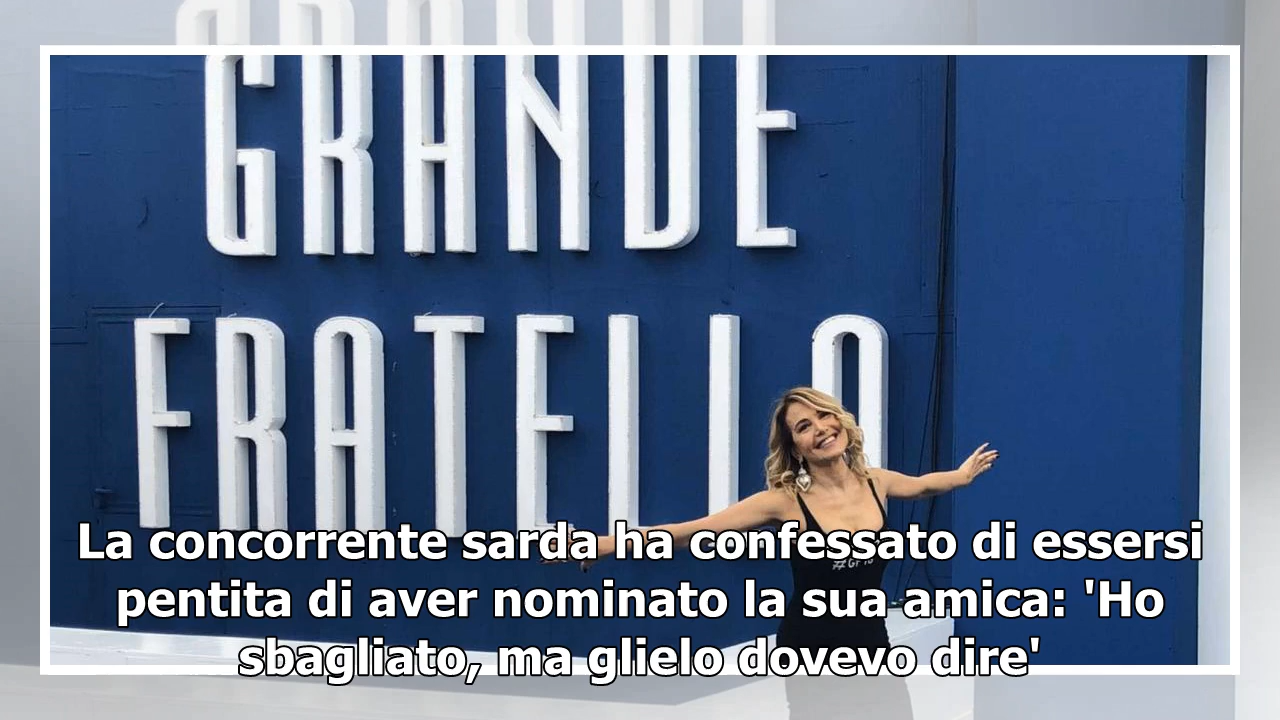 GRANDE
FRATELLO
#GF15
La concorrente sarda ha confessato di essersi
pentita di aver nominato la sua amica: 'Ho
sbagliato, ma glielo dovevo dire'